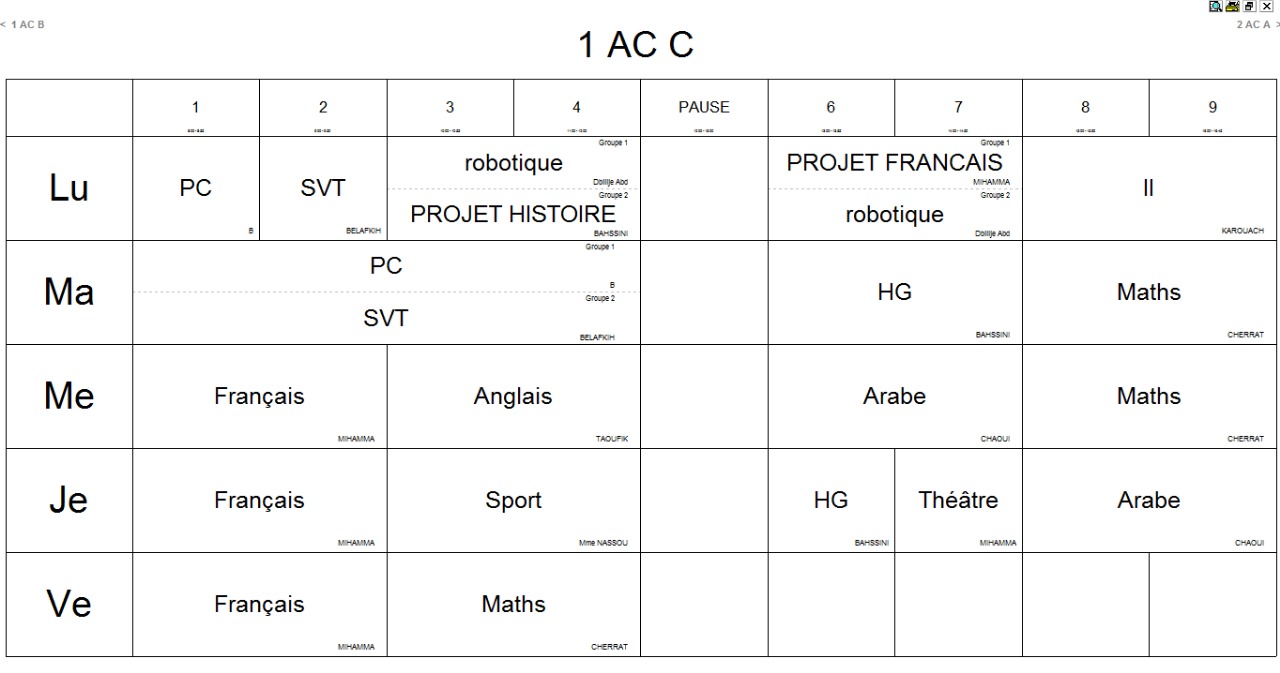 < 1 AC B
2 AC A >
1 AC C
1 2 3 4 PAUSE 6 7 8 9
Lu
PC
B
SVT
BELAFKIH
Groupe 1
robotique
Dbilije Abd
Groupe 2
PROJET HISTOIRE
BAHSSINI
Groupe 1
PROJET FRANCAIS
MIHAMMA
Groupe 2
robotique
Dbilije Abd
II
KAROUACH
Ma
Groupe 1
PC
B
Groupe 2
SVT
BELAFKIH
HG
BAHSSINI
Maths
CHERRAT
Me
Français
MIHAMMA
Anglais
TAOUFIK
Arabe
CHAOUI
Maths
CHERRAT
Je
Français
MIHAMMA
Sport
Mme NASSOU
HG
BAHSSINI
Théâtre
MIHAMMA
Arabe
CHAOUI
Ve
Français
MIHAMMA
Maths
CHERRAT